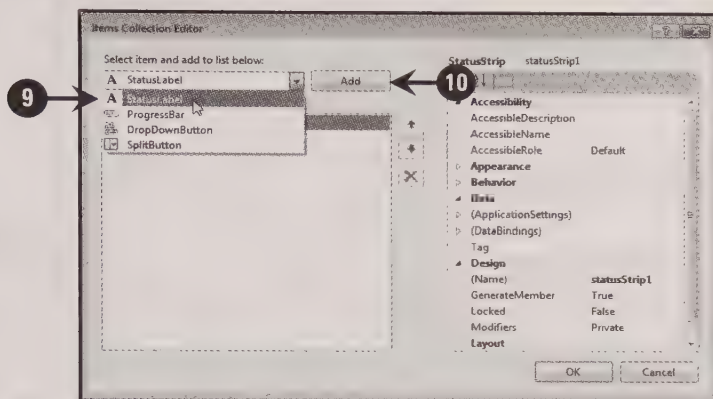 Items Collection Editor
Select item and add to list below:
StatusStrip statusStrip1
A StatusLabel
Add
10
9
A StatusLabel
ProgressBar
DropDownButton
SplitButton
Accessibility
AccessibleDescription
AccessibleName
AccessibleRole Default
Appearance
Behavior
Data
(ApplicationSettings)
(DataBindings)
Tag
Design
(Name) statusStrip1
GenerateMember True
Locked False
Modifiers Private
Layout
OK
Cancel